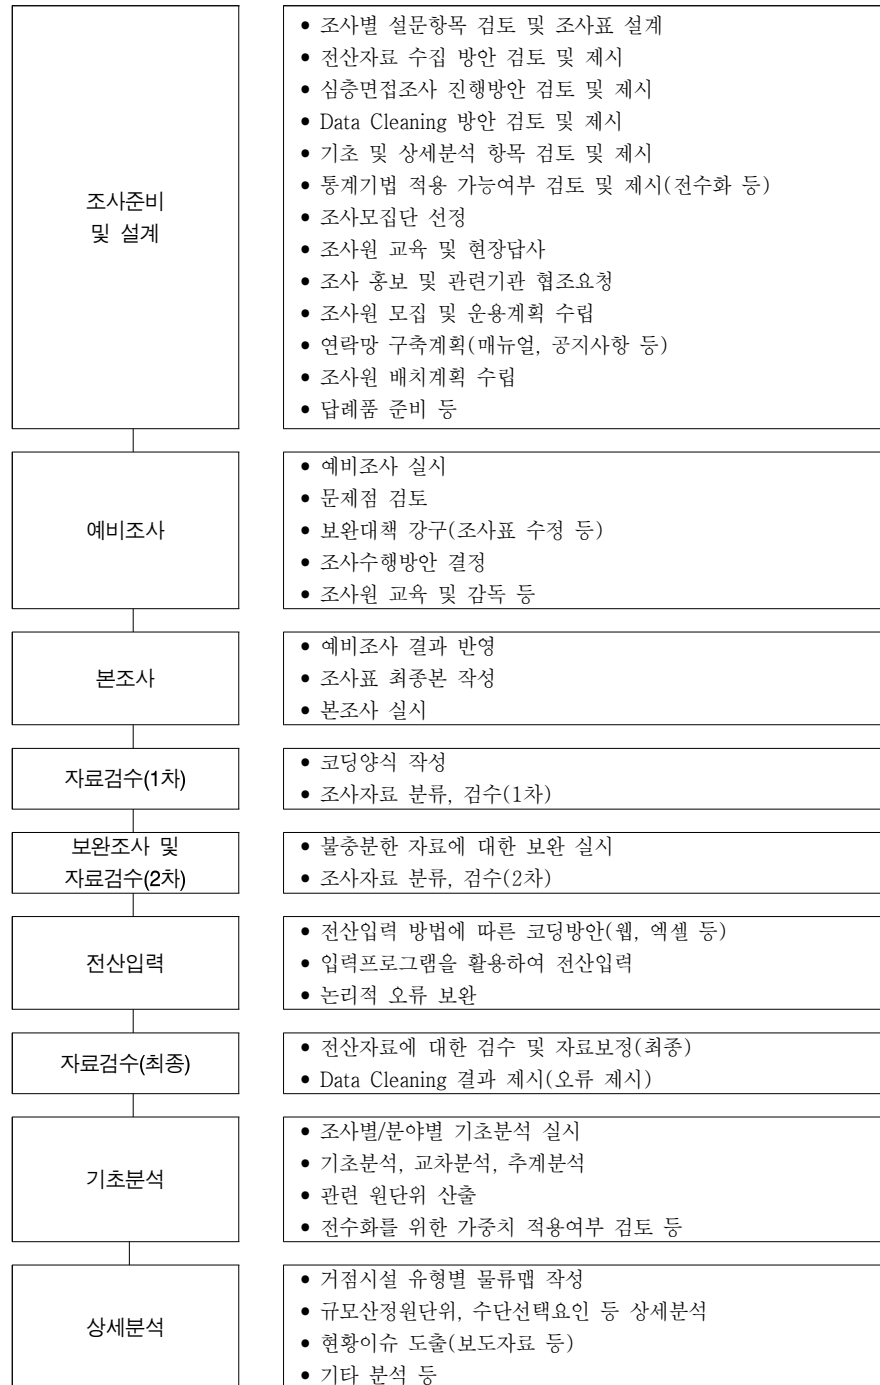 조사준비
및 설계
• 조사별 설문항목 검토 및 조사표 설계
• 전산자료 수집 방안 검토 및 제시
• 심층면접조사 진행방안 검토 및 제시
• Data Cleaning 방안 검토 및 제시
• 기초 및 상세분석 항목 검토 및 제시
• 통계기법 적용 가능여부 검토 및 제시(전수화 등)
• 조사모집단 선정
• 조사원 교육 및 현장답사
• 조사 홍보 및 관련기관 협조요청
• 조사원 모집 및 운용계획 수립
• 연락망 구축계획(매뉴얼, 공지사항 등)
• 조사원 배치계획 수립
• 답례품 준비 등
예비조사
• 예비조사 실시
• 문제점 검토
• 보완대책 강구(조사표 수정 등)
• 조사수행방안 결정
• 조사원 교육 및 감독 등
본조사
• 예비조사 결과 반영
• 조사표 최종본 작성
• 본조사 실시
자료검수(1차)
• 코딩양식 작성
• 조사자료 분류, 검수(1차)
보완조사 및
자료검수(2차)
• 불충분한 자료에 대한 보완 실시
• 조사자료 분류, 검수(2차)
전산입력
• 전산입력 방법에 따른 코딩방안(웹, 엑셀 등)
• 입력프로그램을 활용하여 전산입력
• 논리적 오류 보완
자료검수(최종)
• 전산자료에 대한 검수 및 자료보정(최종)
• Data Cleaning 결과 제시(오류 제시)
기초분석
• 조사별/분야별 기초분석 실시
• 기초분석, 교차분석, 추계분석
• 관련 원단위 산출
• 전수화를 위한 가중치 적용여부 검토 등
상세분석
• 거점시설 유형별 물류맵 작성
• 규모산정원단위, 수단선택요인 등 상세분석
• 현황이슈 도출(보도자료 등)
• 기타 분석 등